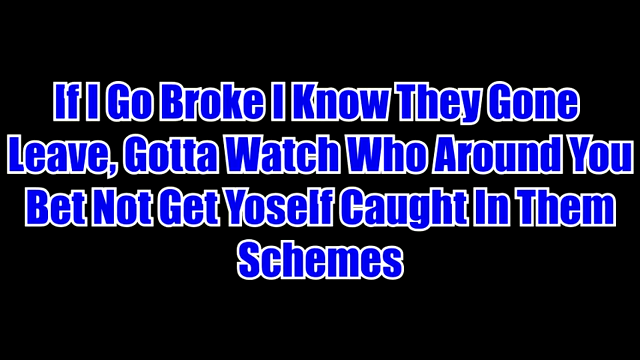 If I Go Broke I Know They Gone
Leave, Gotta Watch Who Around You
Bet Not Get Yoself Caught In Them
Schemes